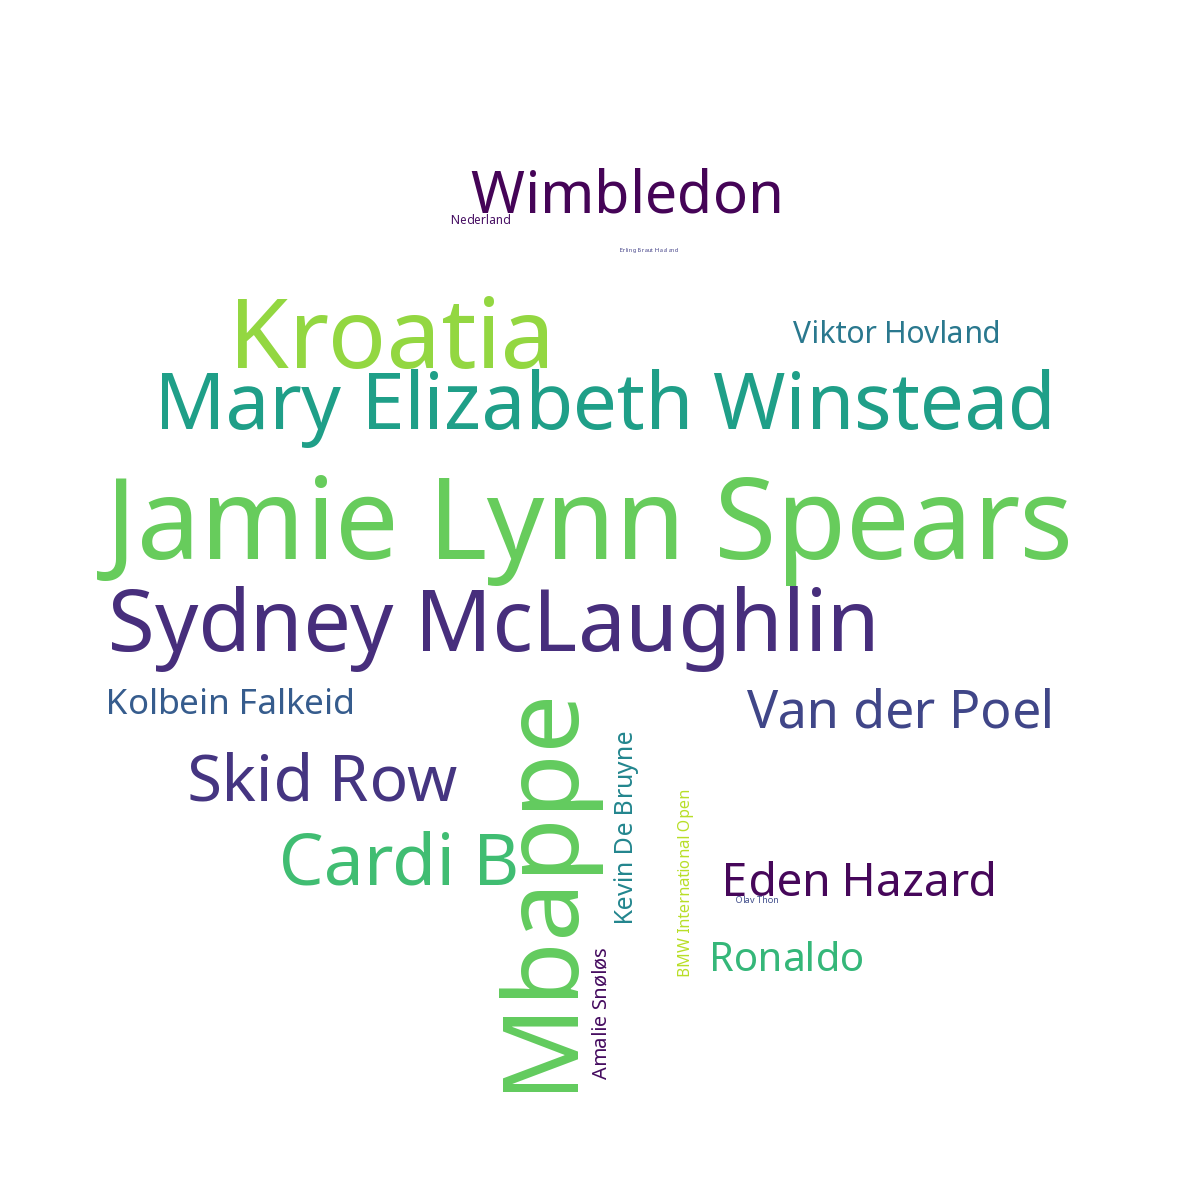 Wimbledon
Nederland
Erling Braut Haaland
Kroatia
Viktor Hovland
Mary Elizabeth Winstead
Jamie Lynn Spears
Sydney McLaughlin
Kolbein Falkeid
Van der Poel
Mbappe
Kevin De Bruyne
Skid Row
BMW International Open
Cardi B
Eden Hazard
Olav Thon
Ronaldo
Amalie Snøløs